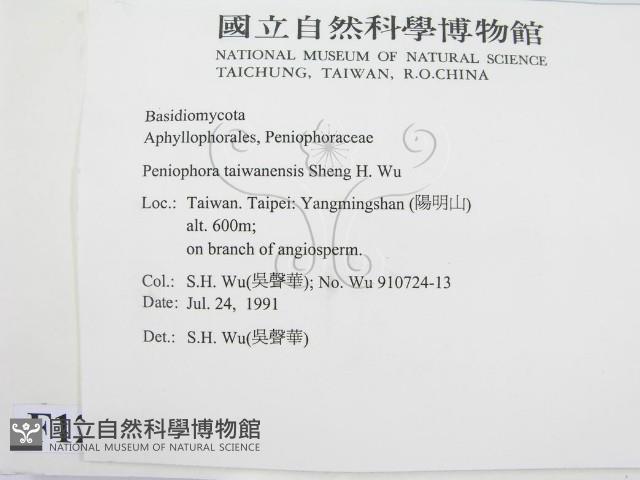 國立自然科學博物館
NATIONAL MUSEUM OF NATURAL SCIENCE
TAICHUNG, TAIWAN, R.O.CHINA
Basidiomycota
Aphyllophorales, Peniophoraceae
Peniophora taiwanensis Sheng H. Wu
Loc.: Taiwan. Taipei: Yangmingshan (陽明山)
alt. 600m;
on branch of angiosperm.
Col.: S.H. Wu(吳聲華); No. Wu 910724-13
Date: Jul. 24, 1991
Det.: S.H. Wu(吳聲華)
國立自然科學博物館
NATIONAL MUSEUM OF NATURAL SCIENCE